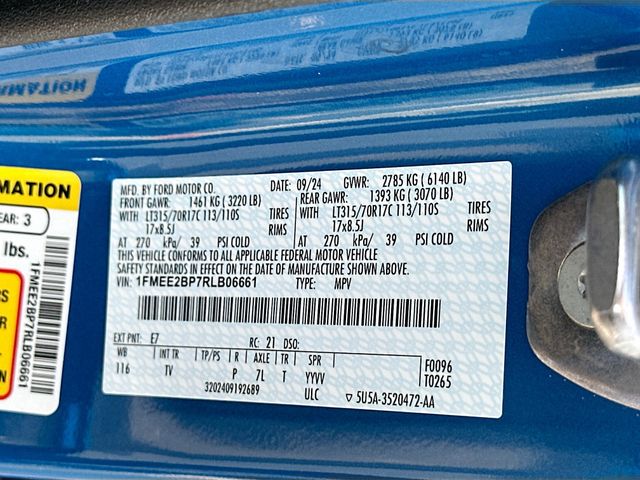 MATION
EAR: 3
lbs.
1FMEE2BP7RLB06661
MFD. BY FORD MOTOR CO. DATE: 09/24 GVWR: 2785 KG ( 6140 LB)
FRONT GAWR: 1461 KG ( 3220 LB) REAR GAWR: 1393 KG ( 3070 LB)
WITH LT315/70R17C 113/110S TIRES WITH LT315/70R17C 113/110S TIRES
17x8.5J RIMS 17x8.5J RIMS
AT 270 kPa/ 39 PSI COLD AT 270 kPa/ 39 PSI COLD
THIS VEHICLE CONFORMS TO ALL APPLICABLE FEDERAL MOTOR VEHICLE
SAFETY STANDARDS IN EFFECT ON THE DATE OF MANUFACTURE SHOWN ABOVE.
VIN: 1FMEE2BP7RLB06661 TYPE: MPV
EXT PNT: E7 RC: 21 DSO:
WB INT TR TP/PS R AXLE TR SPR F0096
116 TV P 7L T YYVV T0265
3202409192689 ULC ▽ 5U5A-3520472-AA